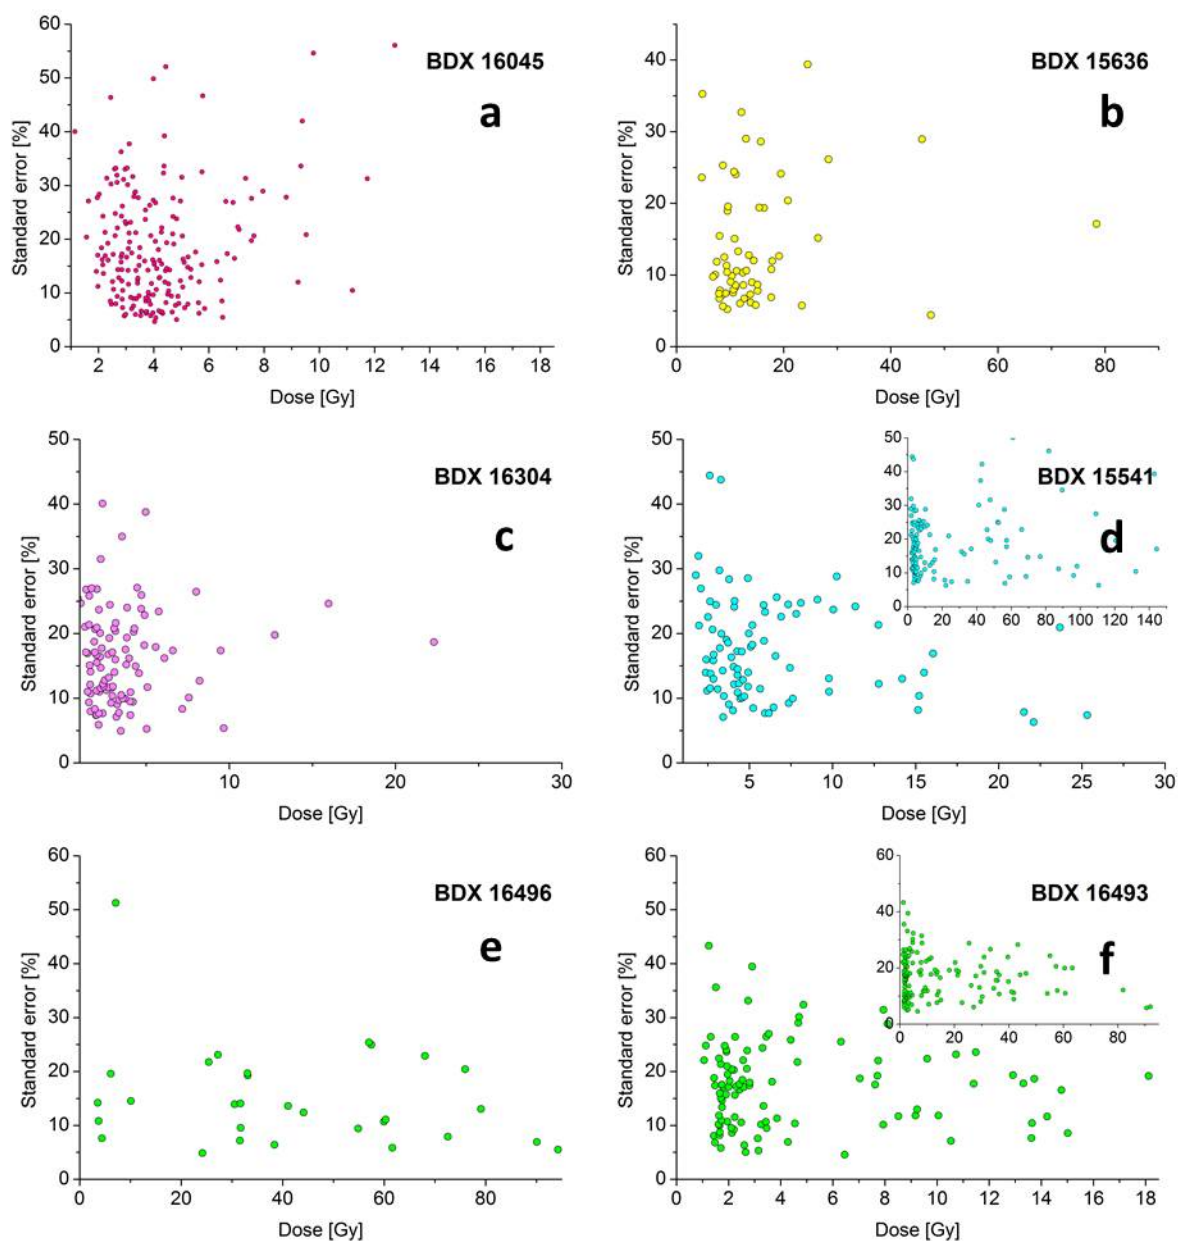 60
50
40
30
20
10
0
Standard error [%]
BDX 16045
a
2 4 6 8 10 12 14 16 18
Dose [Gy]
40
30
20
10
0
Standard error [%]
BDX 15636
b
0 20 40 60 80
Dose [Gy]
50
40
30
20
10
0
Standard error [%]
BDX 16304
c
10 20 30
Dose [Gy]
50
40
30
20
10
0
Standard error [%]
BDX 15541
d
5 10 15 20 25 30
Dose [Gy]
50
40
30
20
10
0
0 20 40 60 80 100 120 140
60
50
40
30
20
10
0
Standard error [%]
BDX 16496
e
0 20 40 60 80
Dose [Gy]
60
50
40
30
20
10
0
Standard error [%]
BDX 16493
f
0 2 4 6 8 10 12 14 16 18
Dose [Gy]
60
40
20
0
0 20 40 60 80